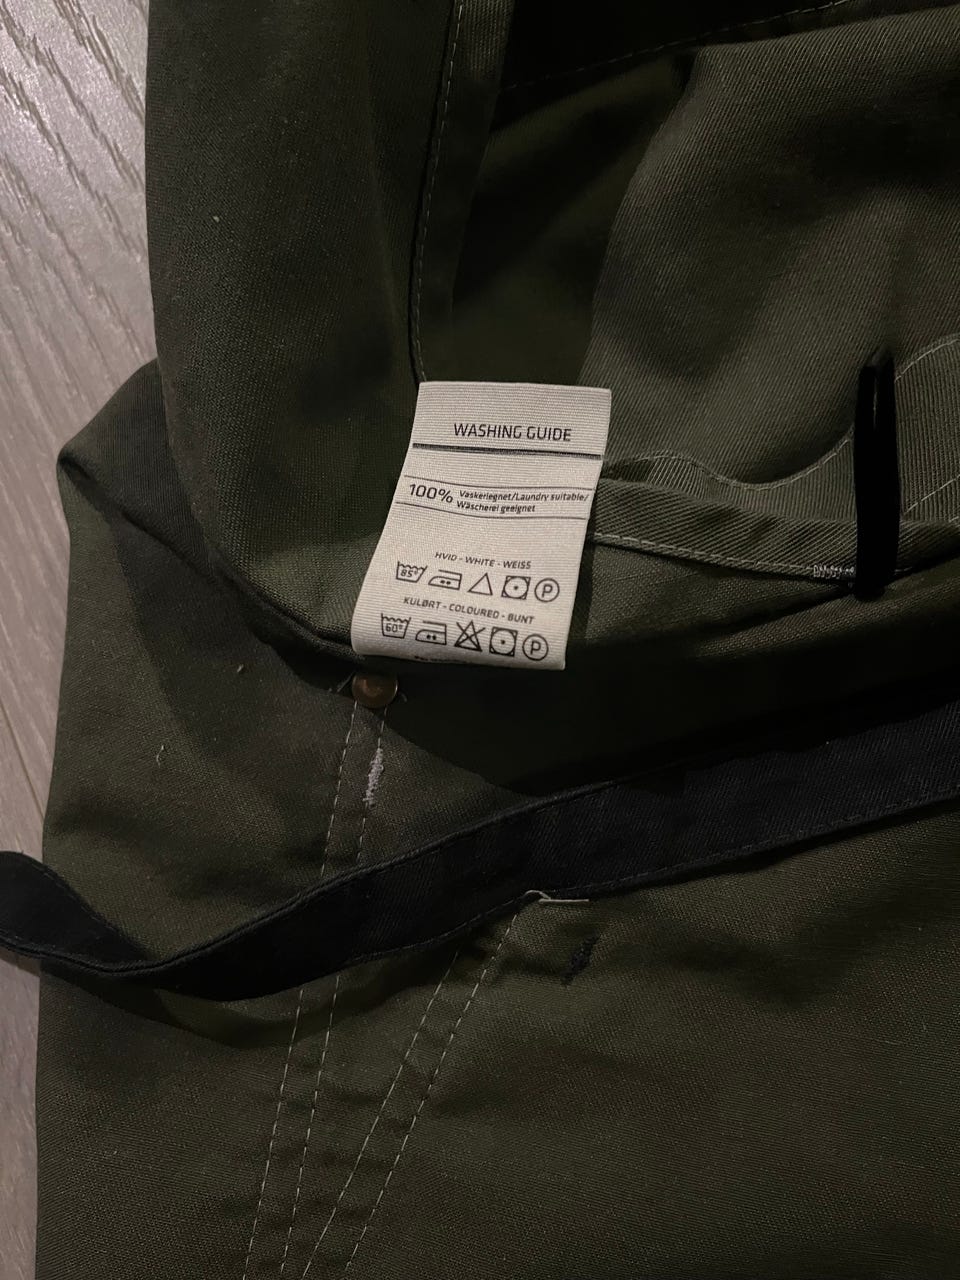 WASHING GUIDE
100% Vaskeriegnet/Laundry suitable/
Wäscherei geeignet
HVID - WHITE - WEISS
85° P
KULØRT - COLOURED - BUNT
60° P